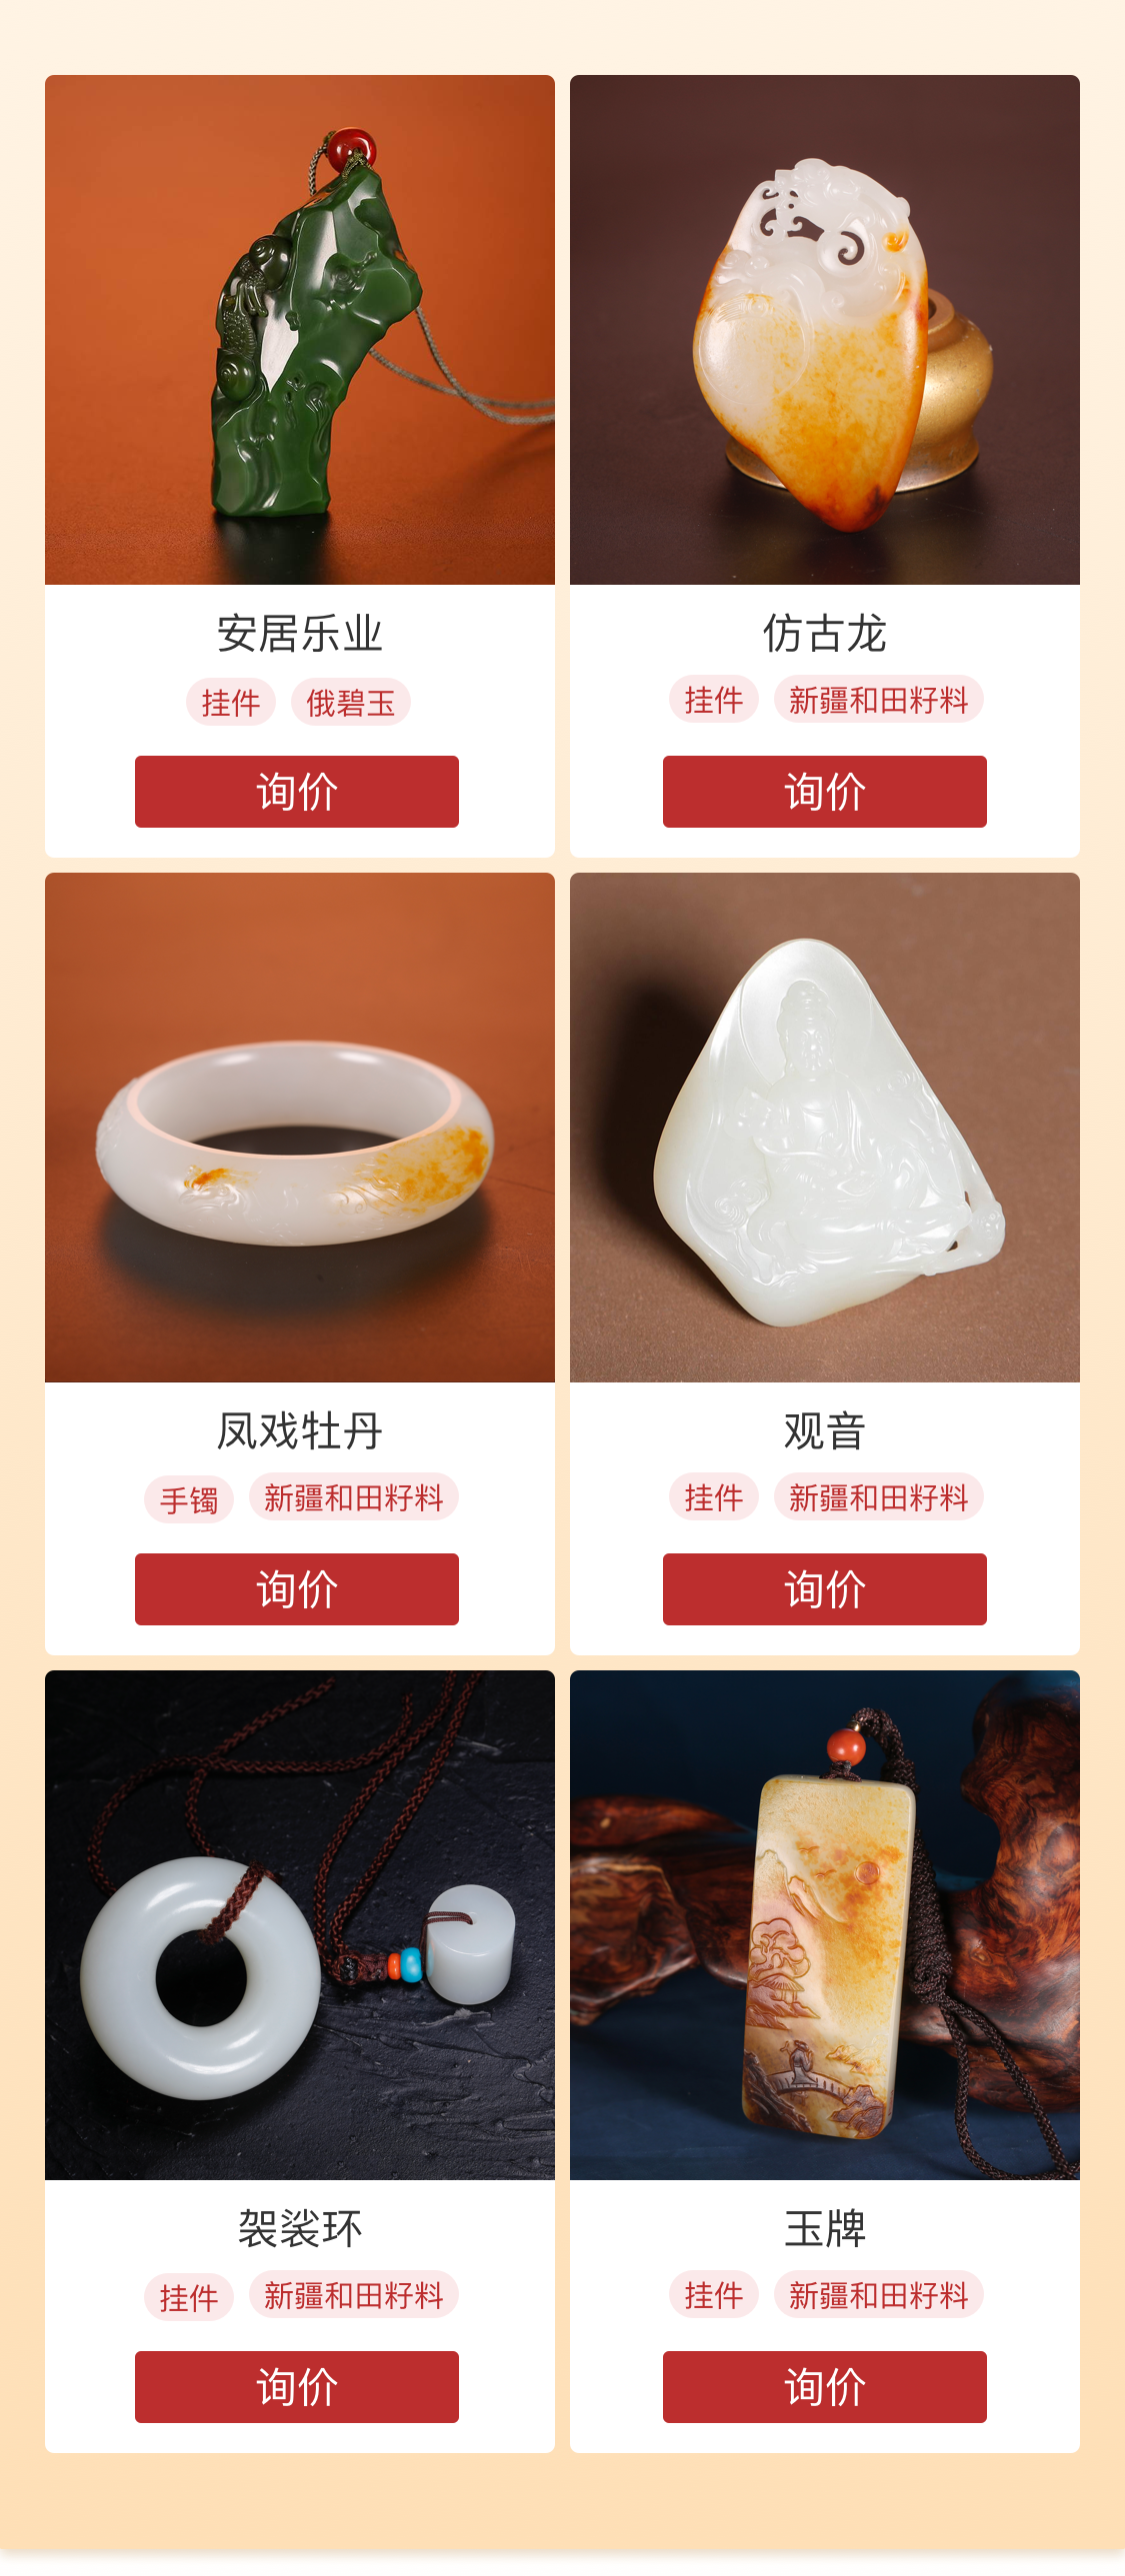 安居乐业
挂件 俄碧玉
询价
仿古龙
挂件 新疆和田籽料
询价
凤戏牡丹
手镯 新疆和田籽料
询价
观音
挂件 新疆和田籽料
询价
袈裟环
挂件 新疆和田籽料
询价
玉牌
挂件 新疆和田籽料
询价